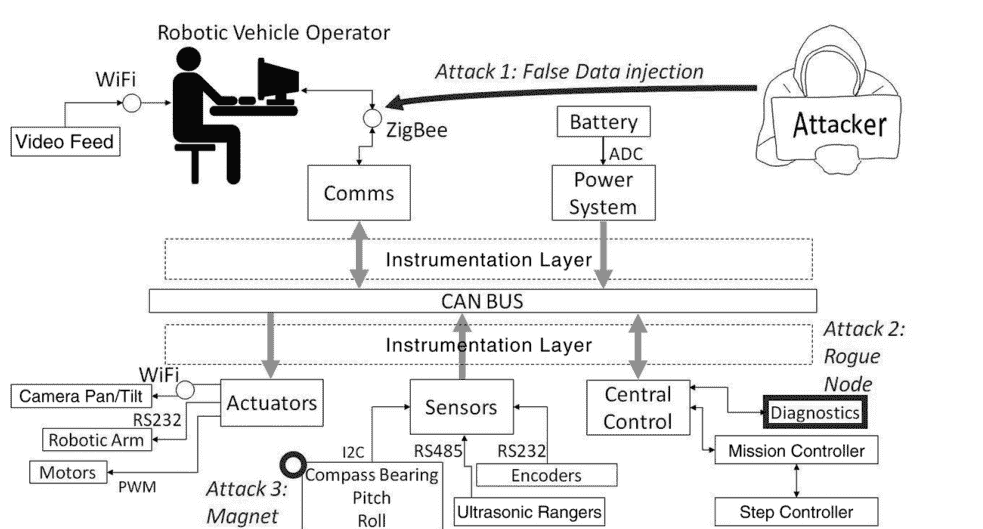 Robotic Vehicle Operator
WiFi
Video Feed
Attack 1: False Data injection
ZigBee
Attacker
Battery
ADC
Comms
Power
System
Instrumentation Layer
CAN BUS
Instrumentation Layer
Attack 2:
Rogue
Node
WiFi
Camera Pan/Tilt
Actuators
RS232
Robotic Arm
Motors
PWM
Sensors
I2C
RS485
RS232
Central
Control
Diagnostics
Mission Controller
Step Controller
Attack 3:
Magnet
Compass Bearing
Pitch
Roll
Encoders
Ultrasonic Rangers